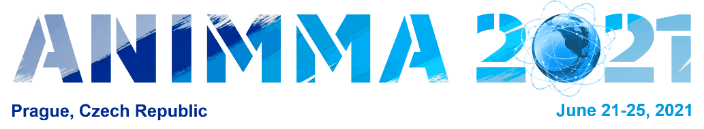 ANIMMA 2021
Prague, Czech Republic
June 21-25, 2021